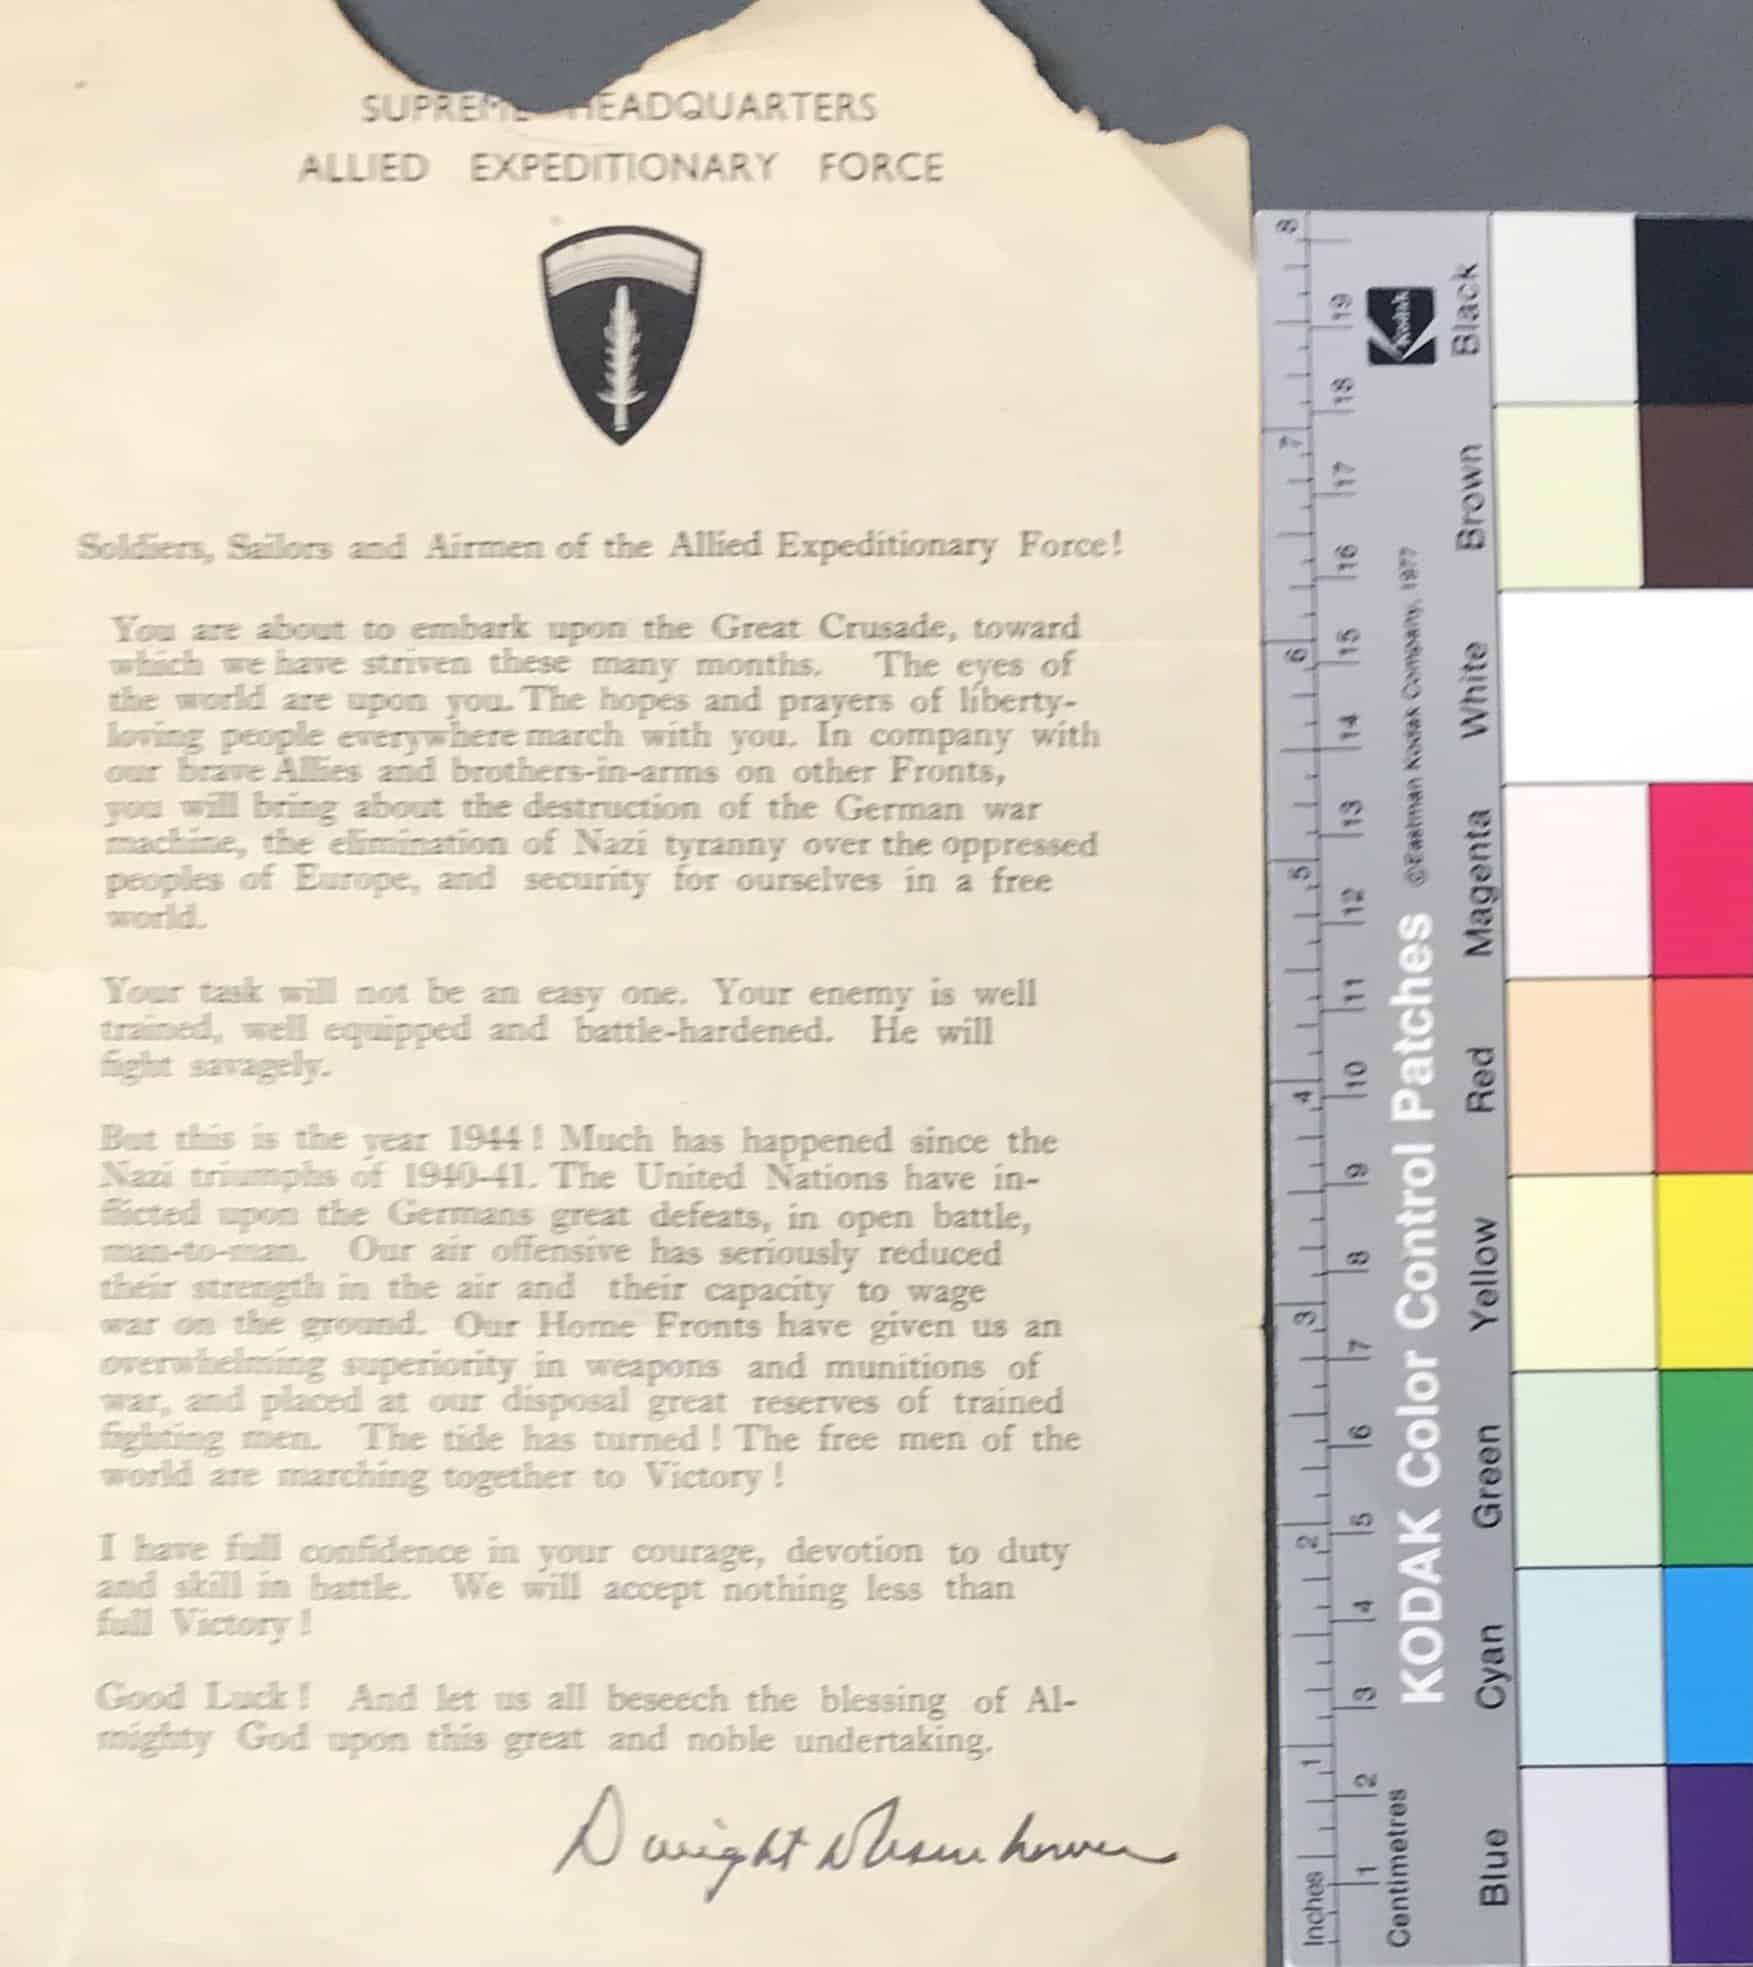 SUPREME HEADQUARTERS
ALLIED EXPEDITIONARY FORCE
Soldiers, Sailors and Airmen of the Allied Expeditionary Force!
You are about to embark upon the Great Crusade, toward
which we have striven these many months. The eyes of
the world are upon you. The hopes and prayers of liberty-
loving people everywhere march with you. In company with
our brave Allies and brothers-in-arms on other Fronts,
you will bring about the destruction of the German war
machine, the elimination of Nazi tyranny over the oppressed
peoples of Europe, and security for ourselves in a free
world.
Your task will not be an easy one. Your enemy is well
trained, well equipped and battle-hardened. He will
fight savagely.
But this is the year 1944 ! Much has happened since the
Nazi triumphs of 1940-41. The United Nations have in-
flicted upon the Germans great defeats, in open battle,
man-to-man. Our air offensive has seriously reduced
their strength in the air and their capacity to wage
war on the ground. Our Home Fronts have given us an
overwhelming superiority in weapons and munitions of
war, and placed at our disposal great reserves of trained
fighting men. The tide has turned ! The free men of the
world are marching together to Victory !
I have full confidence in your courage, devotion to duty
and skill in battle. We will accept nothing less than
full Victory !
Good Luck ! And let us all beseech the blessing of Al-
mighty God upon this great and noble undertaking.
Dwight D Eisenhower
Inches 1 2 3 4 5 6 7 8
Centimetres 1 2 3 4 5 6 7 8 9 10 11 12 13 14 15 16 17 18 19
KODAK Color Control Patches ©Eastman Kodak Company, 1977 Kodak
Blue Cyan Green Yellow Red Magenta White Brown Black